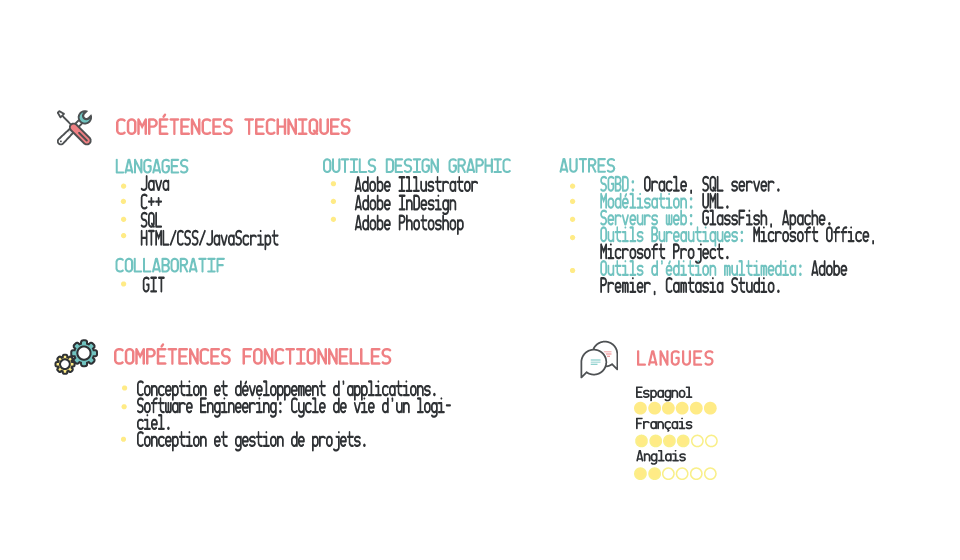 COMPÉTENCES TECHNIQUES
LANGAGES
Java
C++
SQL
HTML/CSS/JavaScript
COLLABORATIF
GIT
OUTILS DESIGN GRAPHIC
Adobe Illustrator
Adobe InDesign
Adobe Photoshop
AUTRES
SGBD: Oracle, SQL server.
Modélisation: UML.
Serveurs web: GlassFish, Apache.
Outils Bureautiques: Microsoft Office,
Microsoft Project.
Outils d'édition multimedia: Adobe
Premier, Camtasia Studio.
COMPÉTENCES FONCTIONNELLES
Conception et développement d'applications.
Software Engineering: Cycle de vie d'un logi-
ciel.
Conception et gestion de projets.
LANGUES
Espagnol
Français
Anglais